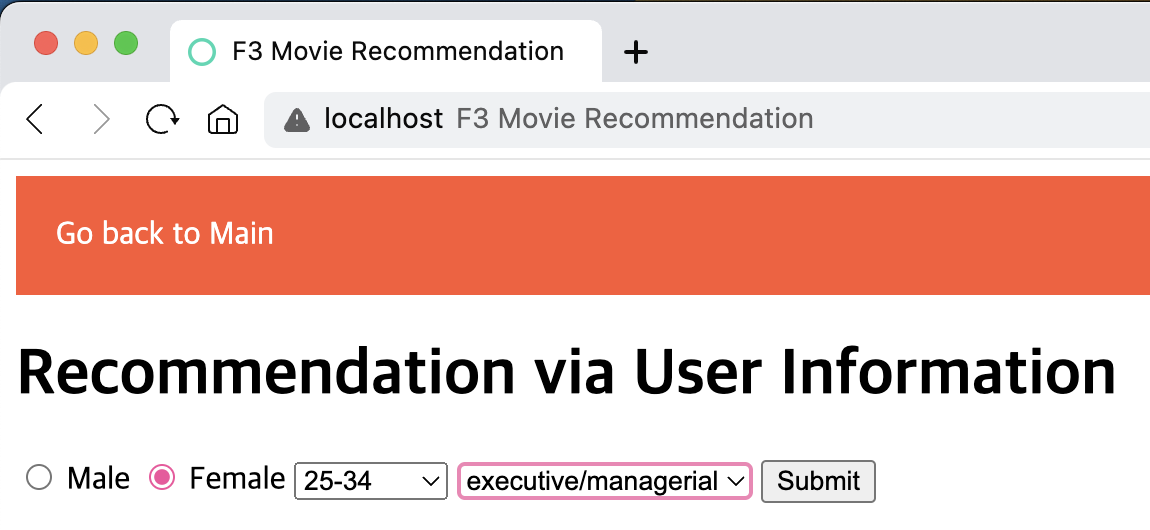 F3 Movie Recommendation
localhost F3 Movie Recommendation
Go back to Main
Recommendation via User Information
Male Female 25-34 executive/managerial Submit